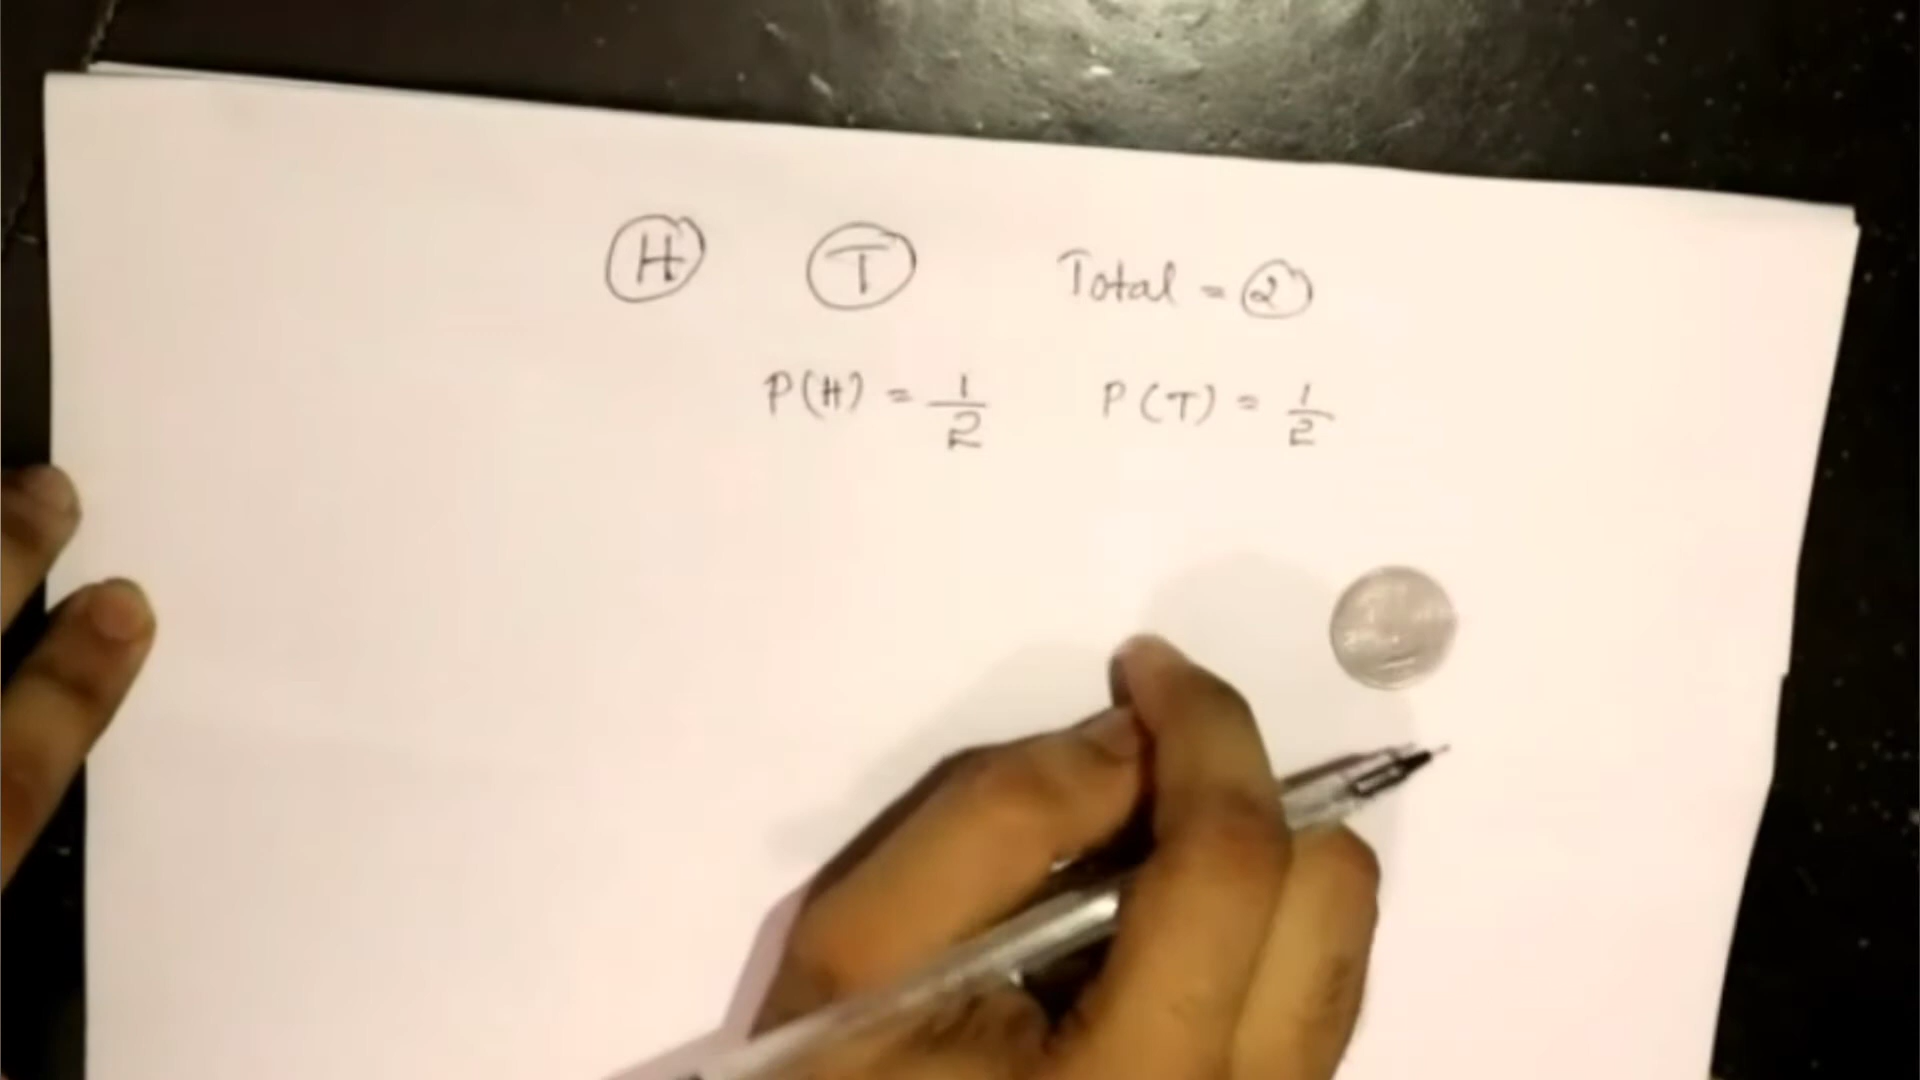 H T Total = 2
P(H) = 1/2 P(T) = 1/2